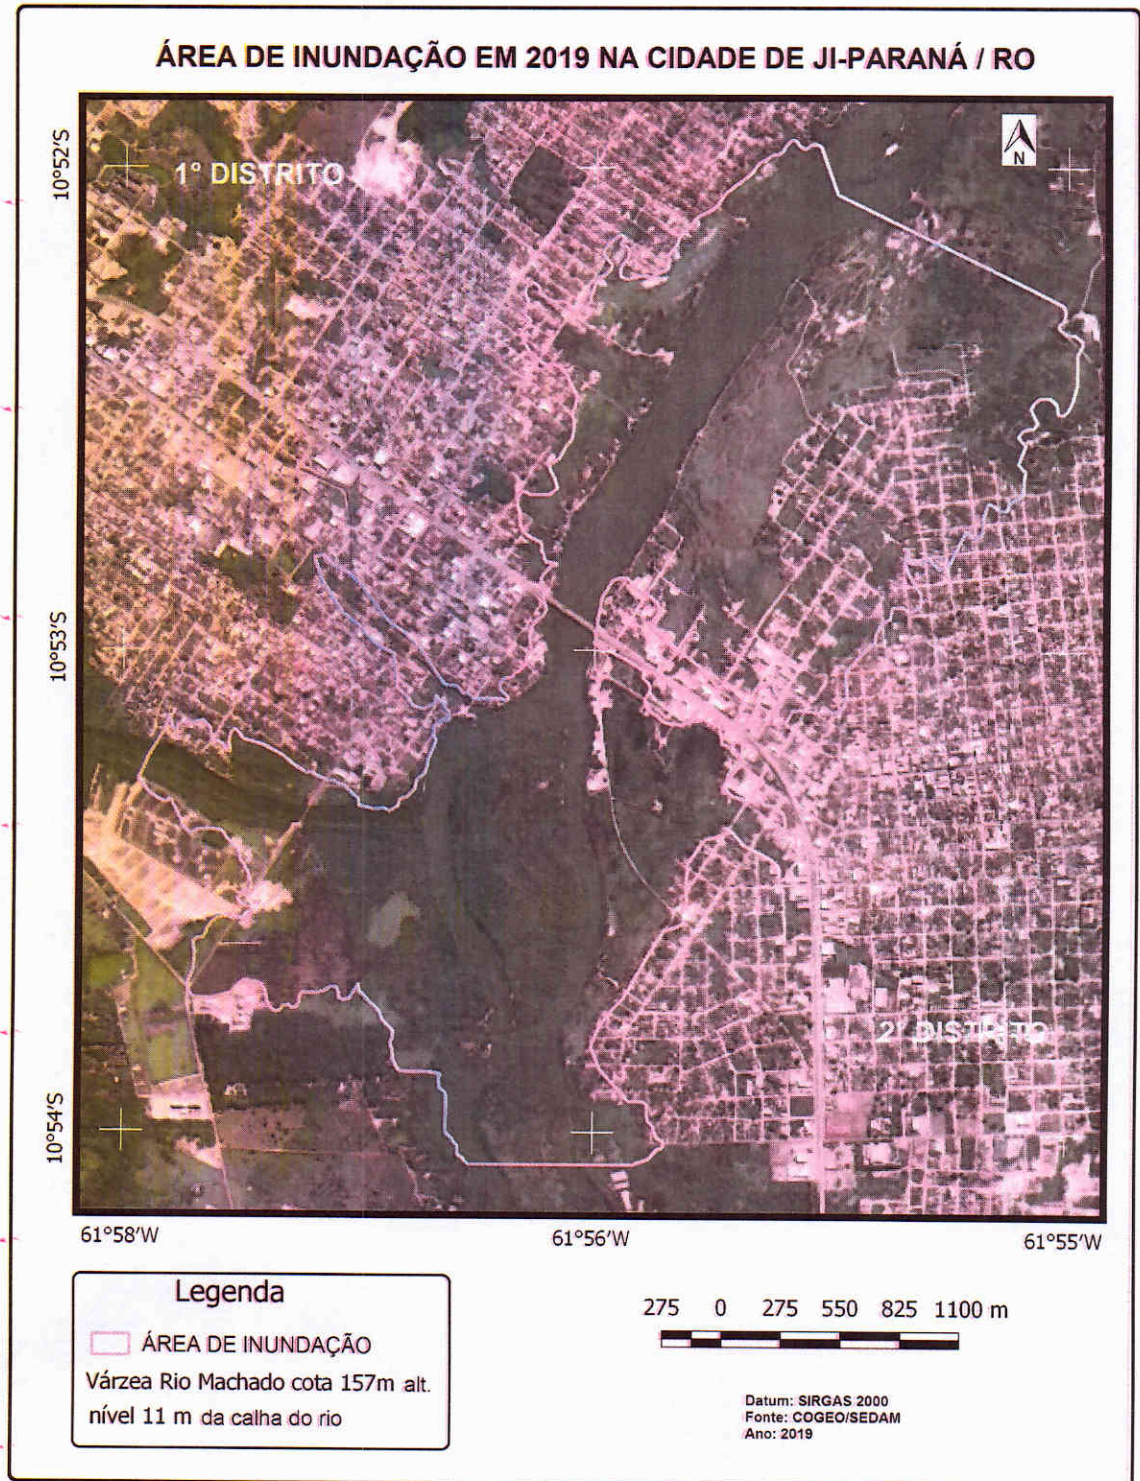 ÁREA DE INUNDAÇÃO EM 2019 NA CIDADE DE JI-PARANÁ / RO
10°52'S
1° DISTRITO
N
10°53'S
2° DISTRITO
10°54'S
61°58'W
61°56'W
61°55'W
Legenda
ÁREA DE INUNDAÇÃO
Várzea Rio Machado cota 157m alt.
nível 11 m da calha do rio
275 0 275 550 825 1100 m
Datum: SIRGAS 2000
Fonte: COGEO/SEDAM
Ano: 2019